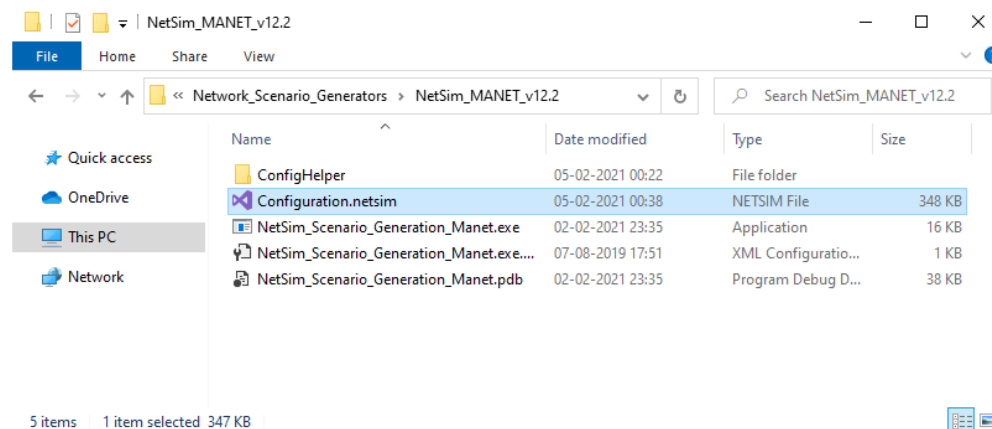 NetSim_MANET_v12.2
File Home Share View
« Network_Scenario_Generators › NetSim_MANET_v12.2 Search NetSim_MANET_v12.2
Name Date modified Type Size
Quick access
OneDrive
This PC
Network
ConfigHelper 05-02-2021 00:22 File folder
Configuration.netsim 05-02-2021 00:38 NETSIM File 348 KB
NetSim_Scenario_Generation_Manet.exe 02-02-2021 23:35 Application 16 KB
NetSim_Scenario_Generation_Manet.exe.... 07-08-2019 17:51 XML Configuratio... 1 KB
NetSim_Scenario_Generation_Manet.pdb 02-02-2021 23:35 Program Debug D... 38 KB
5 items 1 item selected 347 KB